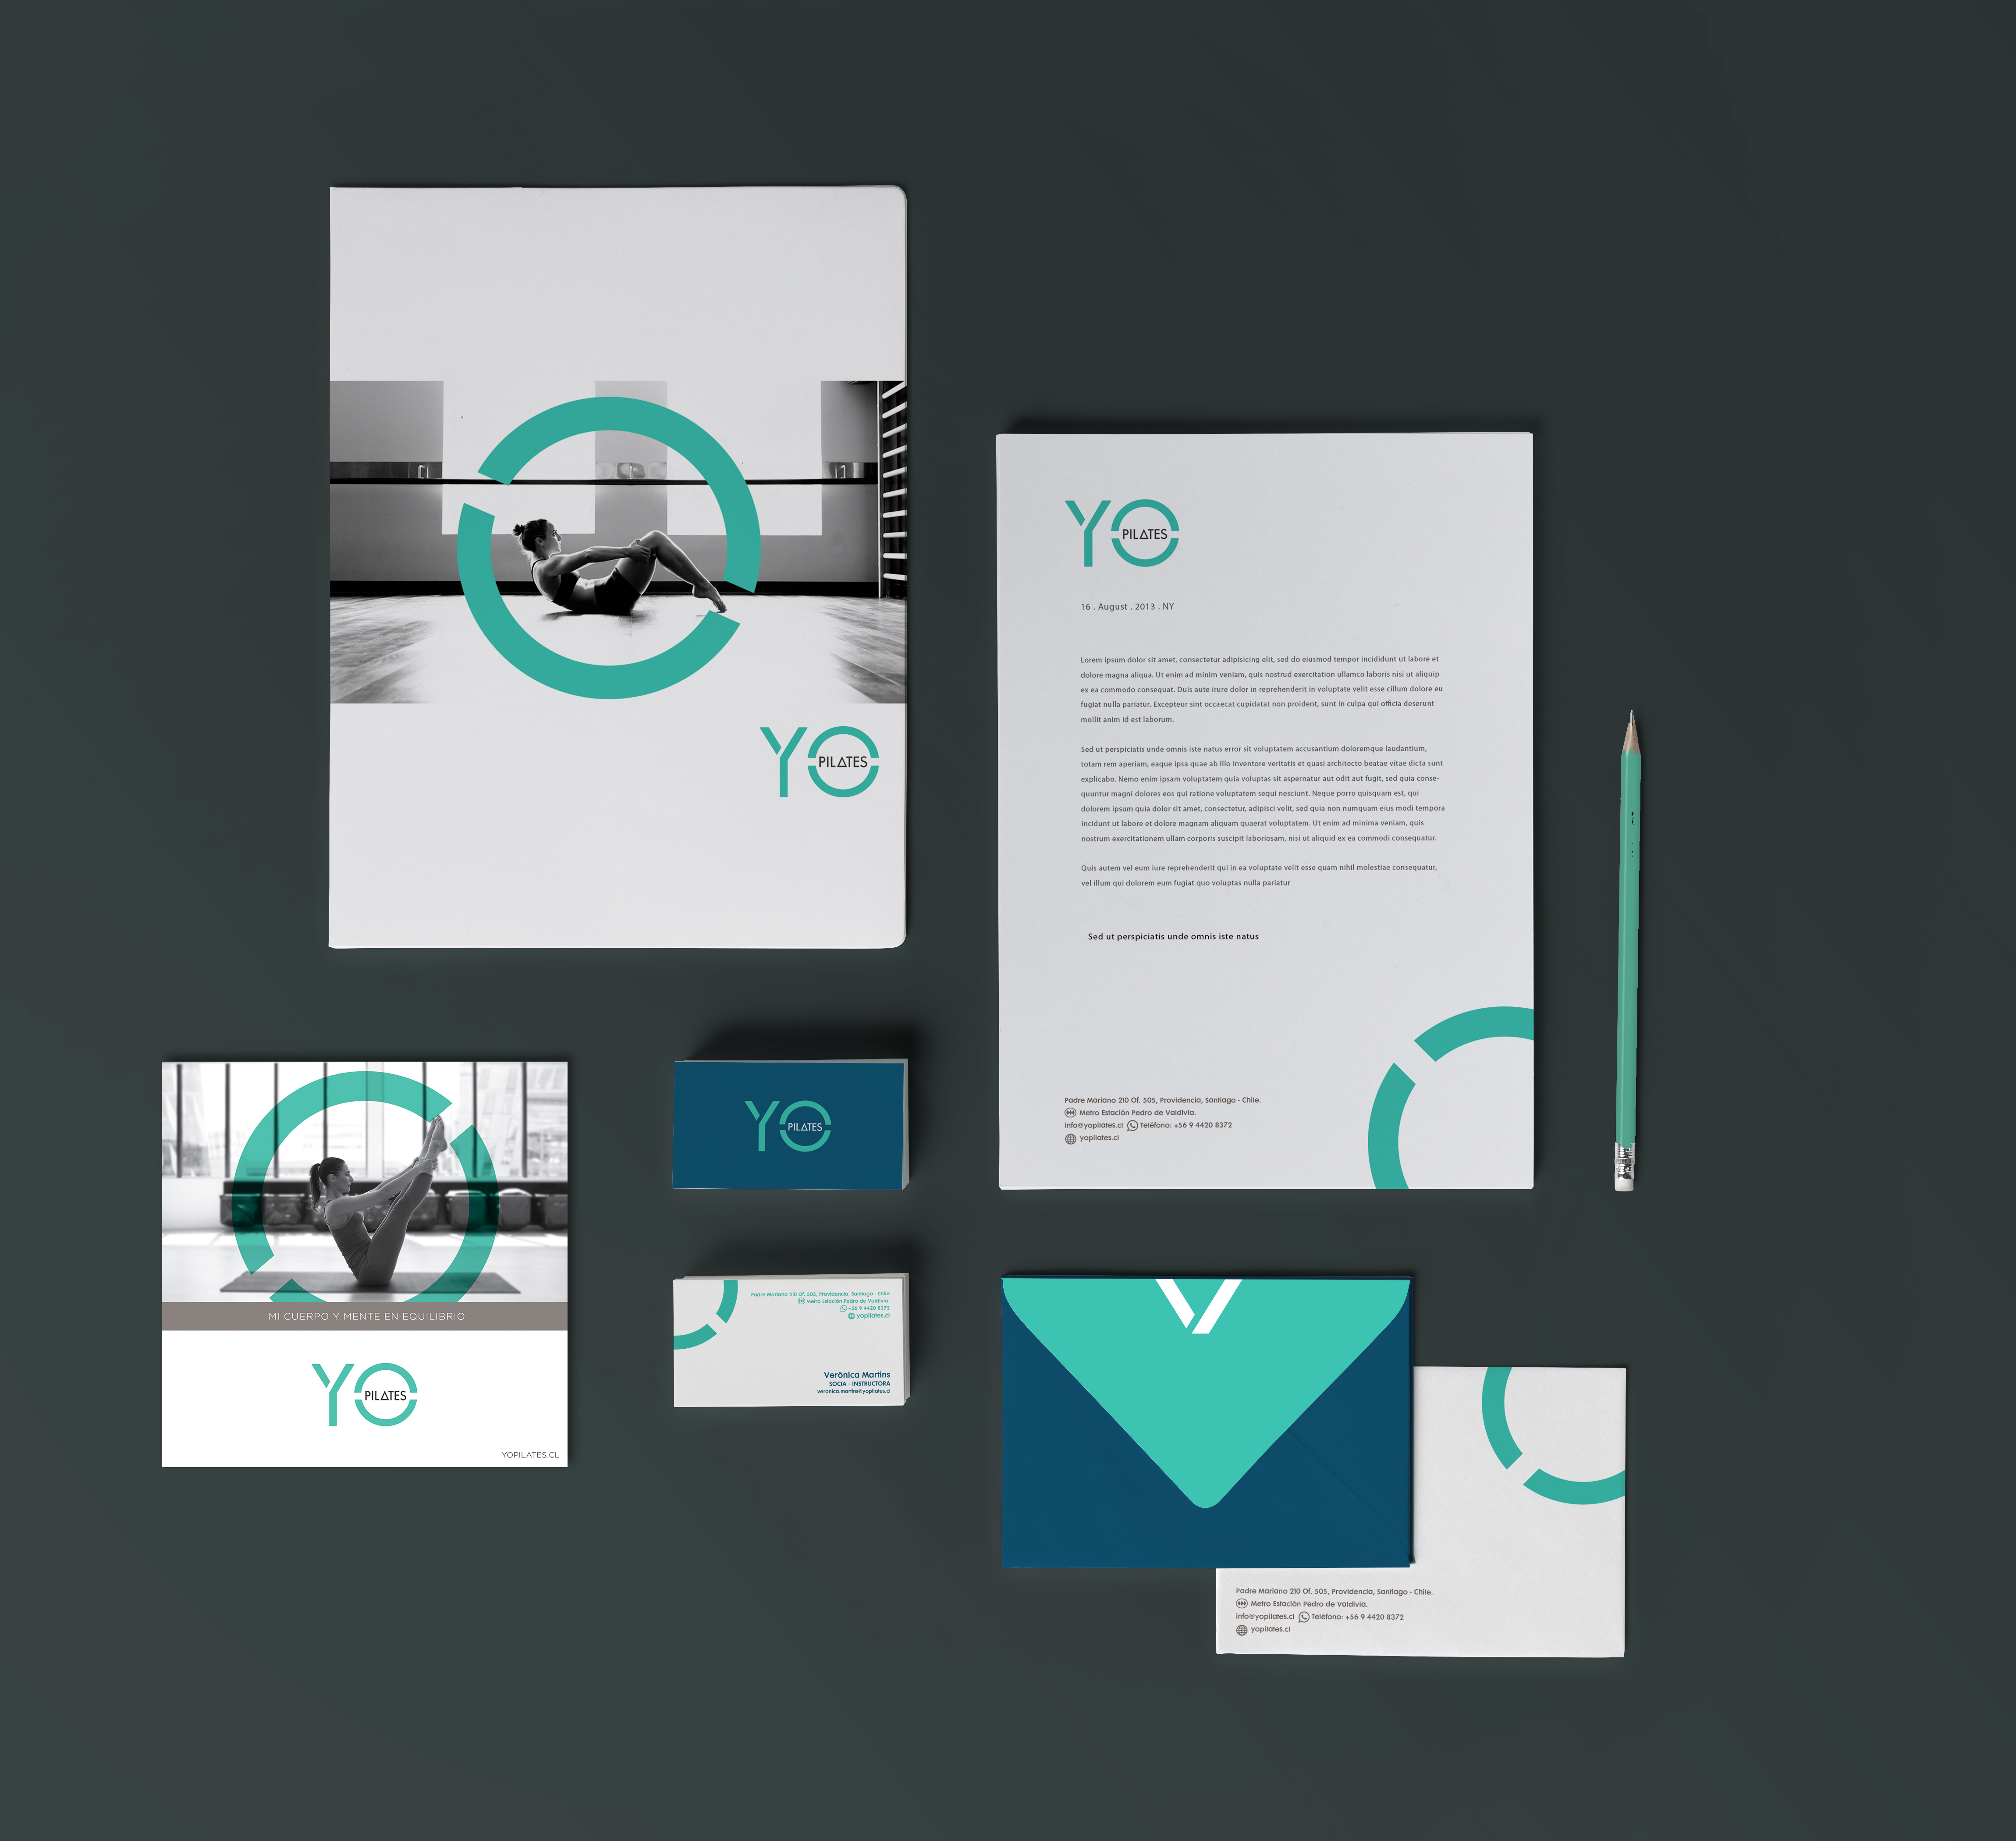 YO
PILATES
YO
PILATES
16 . August . 2013 . NY
Lorem ipsum dolor sit amet, consectetur adipisicing elit, sed do eiusmod tempor incididunt ut labore et
dolore magna aliqua. Ut enim ad minim veniam, quis nostrud exercitation ullamco laboris nisi ut aliquip
ex ea commodo consequat. Duis aute irure dolor in reprehenderit in voluptate velit esse cillum dolore eu
fugiat nulla pariatur. Excepteur sint occaecat cupidatat non proident, sunt in culpa qui officia deserunt
mollit anim id est laborum.
Sed ut perspiciatis unde omnis iste natus error sit voluptatem accusantium doloremque laudantium,
totam rem aperiam, eaque ipsa quae ab illo inventore veritatis et quasi architecto beatae vitae dicta sunt
explicabo. Nemo enim ipsam voluptatem quia voluptas sit aspernatur aut odit aut fugit, sed quia conse-
quuntur magni dolores eos qui ratione voluptatem sequi nesciunt. Neque porro quisquam est, qui
dolorem ipsum quia dolor sit amet, consectetur, adipisci velit, sed quia non numquam eius modi tempora
incidunt ut labore et dolore magnam aliquam quaerat voluptatem. Ut enim ad minima veniam, quis
nostrum exercitationem ullam corporis suscipit laboriosam, nisi ut aliquid ex ea commodi consequatur.
Quis autem vel eum iure reprehenderit qui in ea voluptate velit esse quam nihil molestiae consequatur,
vel illum qui dolorem eum fugiat quo voluptas nulla pariatur
Sed ut perspiciatis unde omnis iste natus
Padre Mariano 210 Of. 505, Providencia, Santiago - Chile.
Metro Estación Pedro de Valdivia.
info@yopilates.cl Teléfono: +56 9 4420 8372
yopilates.cl
MI CUERPO Y MENTE EN EQUILIBRIO
YO
PILATES
YOPILATES.CL
YO
PILATES
Padre Mariano 210 Of. 505, Providencia, Santiago - Chile
Metro Estación Pedro de Valdivia.
+56 9 4420 8372
yopilates.cl
Verónica Martins
SOCIA - INSTRUCTORA
veronica.martins@yopilates.cl
Padre Mariano 210 Of. 505, Providencia, Santiago - Chile.
Metro Estación Pedro de Valdivia.
info@yopilates.cl Teléfono: +56 9 4420 8372
yopilates.cl